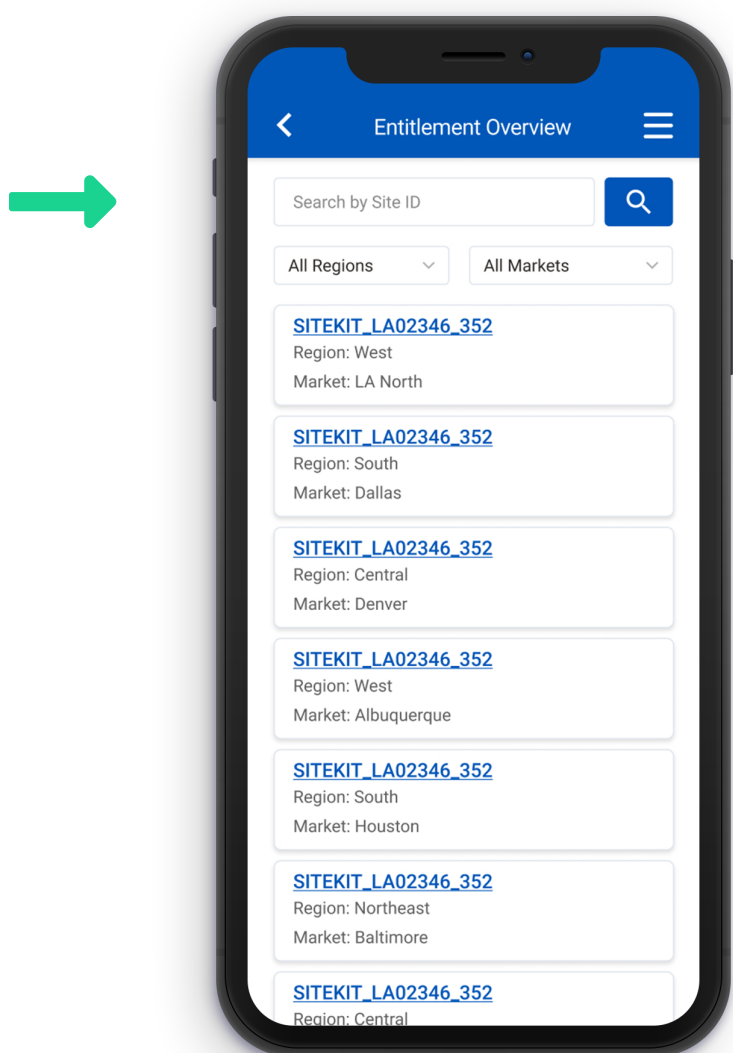 Entitlement Overview
Search by Site ID
All Regions
All Markets
SITEKIT_LA02346_352
Region: West
Market: LA North
SITEKIT_LA02346_352
Region: South
Market: Dallas
SITEKIT_LA02346_352
Region: Central
Market: Denver
SITEKIT_LA02346_352
Region: West
Market: Albuquerque
SITEKIT_LA02346_352
Region: South
Market: Houston
SITEKIT_LA02346_352
Region: Northeast
Market: Baltimore
SITEKIT_LA02346_352
Region: Central